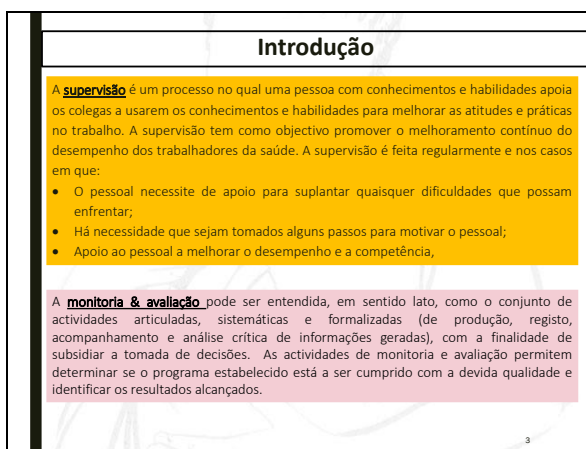 Introdução
A supervisão é um processo no qual uma pessoa com conhecimentos e habilidades apoia
os colegas a usarem os conhecimentos e habilidades para melhorar as atitudes e práticas
no trabalho. A supervisão tem como objectivo promover o melhoramento contínuo do
desempenho dos trabalhadores da saúde. A supervisão é feita regularmente e nos casos
em que:
• O pessoal necessite de apoio para suplantar quaisquer dificuldades que possam
enfrentar;
• Há necessidade que sejam tomados alguns passos para motivar o pessoal;
• Apoio ao pessoal a melhorar o desempenho e a competência,
A monitoria & avaliação pode ser entendida, em sentido lato, como o conjunto de
actividades articuladas, sistemáticas e formalizadas (de produção, registo,
acompanhamento e análise crítica de informações geradas), com a finalidade de
subsidiar a tomada de decisões. As actividades de monitoria e avaliação permitem
determinar se o programa estabelecido está a ser cumprido com a devida qualidade e
identificar os resultados alcançados.
3